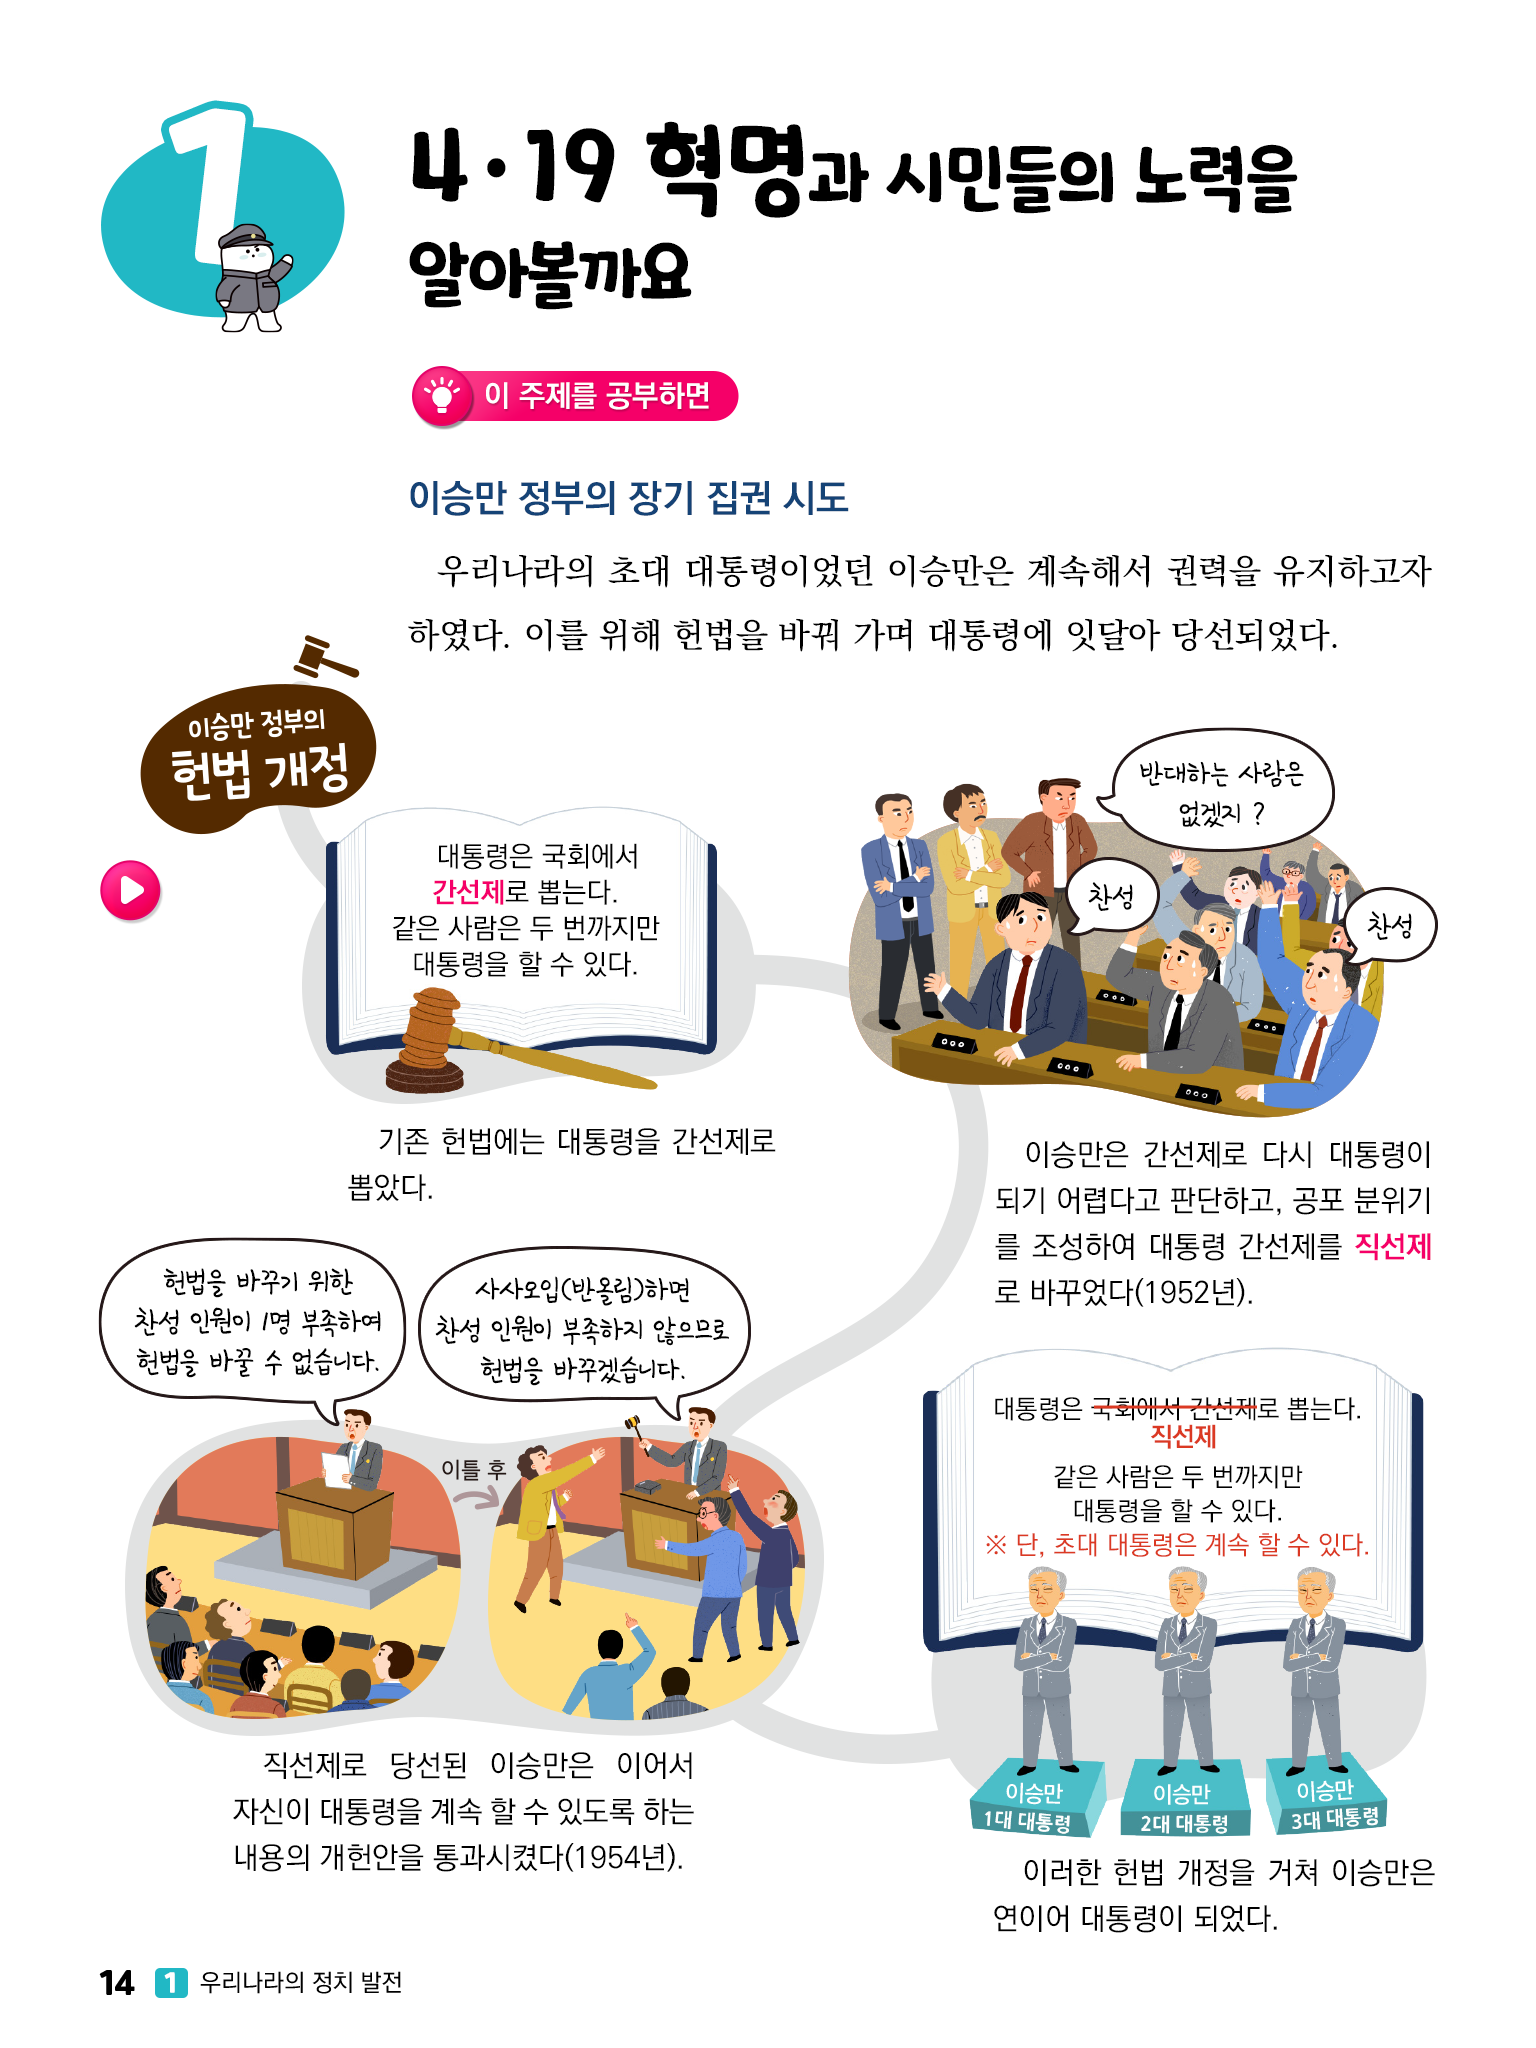 1
4·19 혁명과 시민들의 노력을
알아볼까요
이 주제를 공부하면
이승만 정부의 장기 집권 시도
우리나라의 초대 대통령이었던 이승만은 계속해서 권력을 유지하고자
하였다. 이를 위해 헌법을 바꿔 가며 대통령에 잇달아 당선되었다.
이승만 정부의
헌법 개정
대통령은 국회에서
간선제로 뽑는다.
같은 사람은 두 번까지만
대통령을 할 수 있다.
기존 헌법에는 대통령을 간선제로
뽑았다.
반대하는 사람은
없겠지 ?
찬성
찬성
이승만은 간선제로 다시 대통령이
되기 어렵다고 판단하고, 공포 분위기
를 조성하여 대통령 간선제를 직선제
로 바꾸었다(1952년).
헌법을 바꾸기 위한
찬성 인원이 1명 부족하여
헌법을 바꿀 수 없습니다.
사사오입(반올림)하면
찬성 인원이 부족하지 않으므로
헌법을 바꾸겠습니다.
이틀 후
직선제로 당선된 이승만은 이어서
자신이 대통령을 계속 할 수 있도록 하는
내용의 개헌안을 통과시켰다(1954년).
대통령은 국회에서 간선제로 뽑는다.
직선제
같은 사람은 두 번까지만
대통령을 할 수 있다.
※ 단, 초대 대통령은 계속 할 수 있다.
이승만
1대 대통령
이승만
2대 대통령
이승만
3대 대통령
이러한 헌법 개정을 거쳐 이승만은
연이어 대통령이 되었다.
14 1 우리나라의 정치 발전